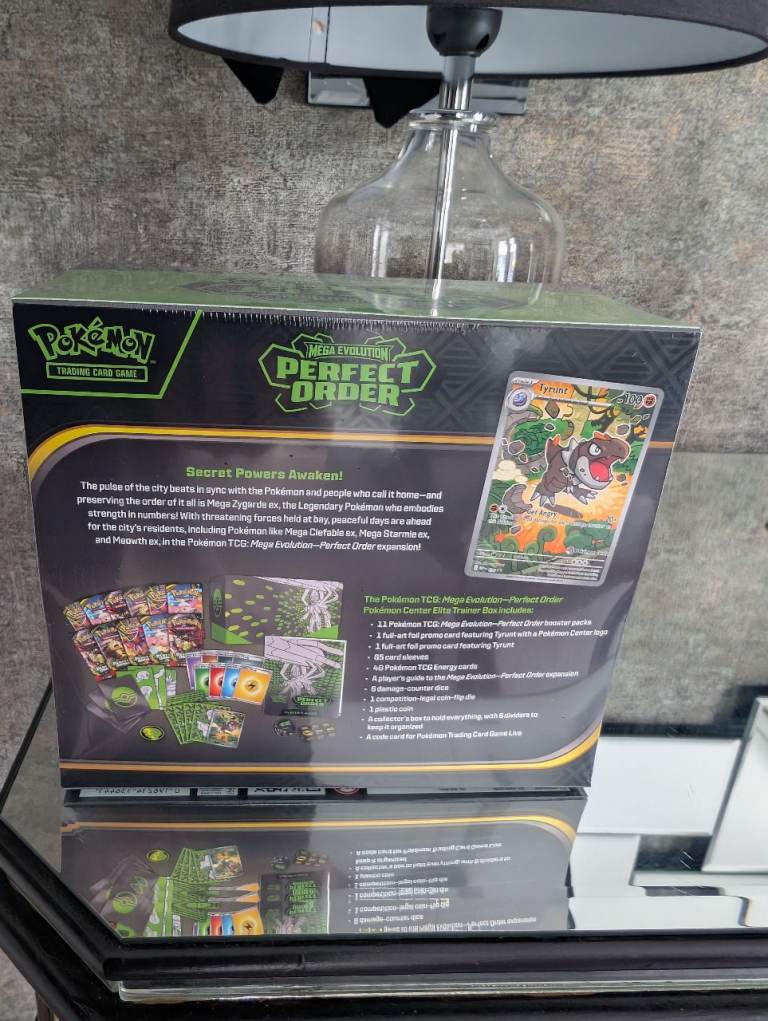 POKÉMON
TRADING CARD GAME
MEGA EVOLUTION
PERFECT
ORDER
Tyrunt
100
Get Angry
Secret Powers Awaken!
The pulse of the city beats in sync with the Pokémon and people who call it home—and
preserving the order of it all is Mega Zygarde ex, the Legendary Pokémon who embodies
strength in numbers! With threatening forces held at bay, peaceful days are ahead
for the city's residents, including Pokémon like Mega Clefable ex, Mega Starmie ex,
and Meowth ex, in the Pokémon TCG: Mega Evolution—Perfect Order expansion!
The Pokémon TCG: Mega Evolution—Perfect Order
Pokémon Center Elite Trainer Box includes:
• 11 Pokémon TCG: Mega Evolution—Perfect Order booster packs
• 1 full-art foil promo card featuring Tyrunt with a Pokémon Center logo
• 1 full-art foil promo card featuring Tyrunt
• 65 card sleeves
• 40 Pokémon TCG Energy cards
• A player's guide to the Mega Evolution—Perfect Order expansion
• 6 damage-counter dice
• 1 competition-legal coin-flip die
• 1 plastic coin
• A collector's box to hold everything, with 6 dividers to
keep it organized
• A code card for Pokémon Trading Card Game Live
PERFECT
ORDER